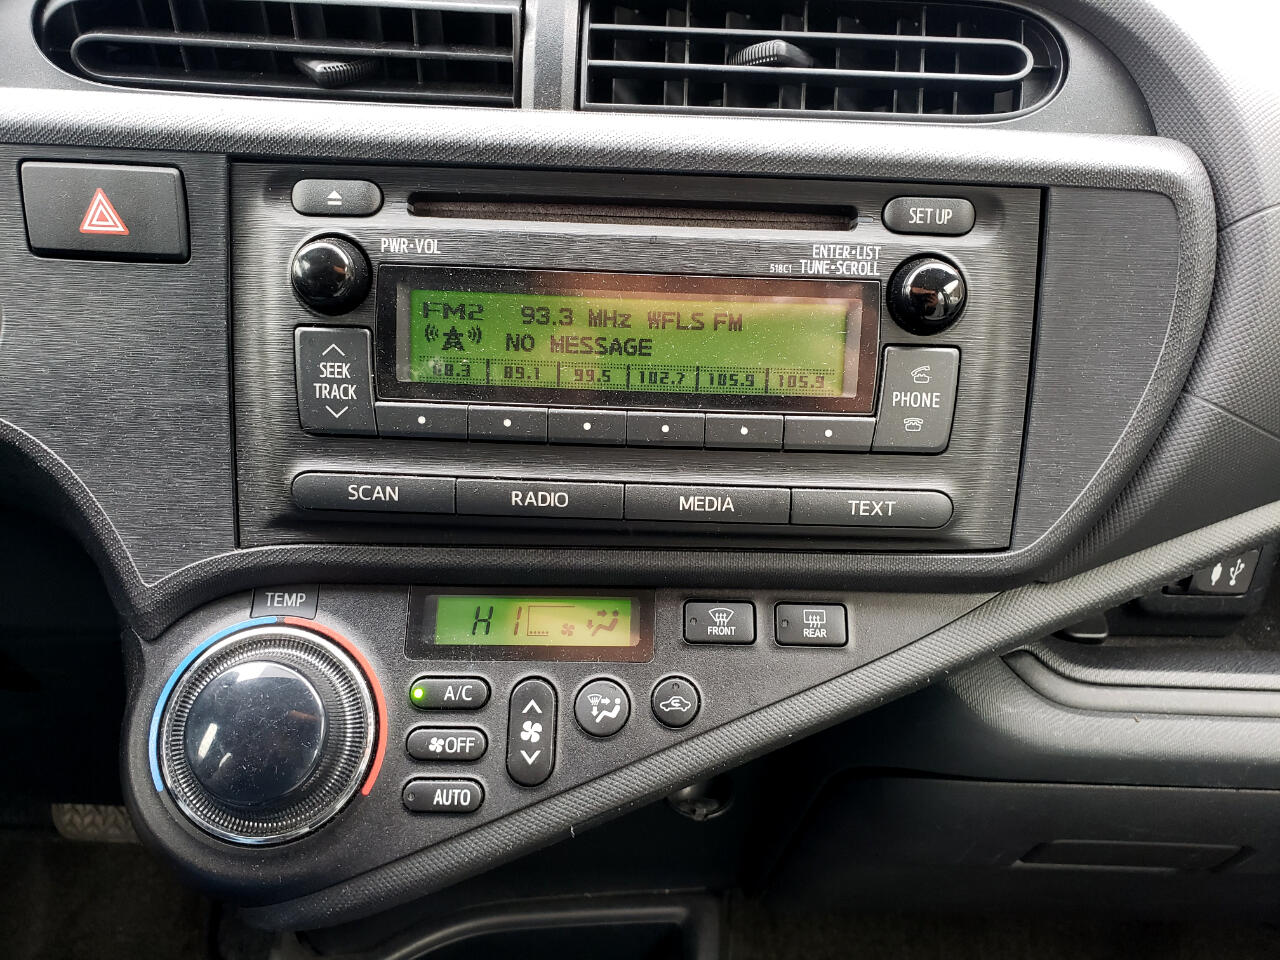 SET UP
PWR•VOL
ENTER•LIST
518C1 TUNE•SCROLL
FM2 93.3 MHz WFLS FM
NO MESSAGE
89.1 99.5 102.7 105.9 105.9
SEEK
TRACK
PHONE
SCAN RADIO MEDIA TEXT
TEMP
HI
FRONT
REAR
A/C
OFF
AUTO